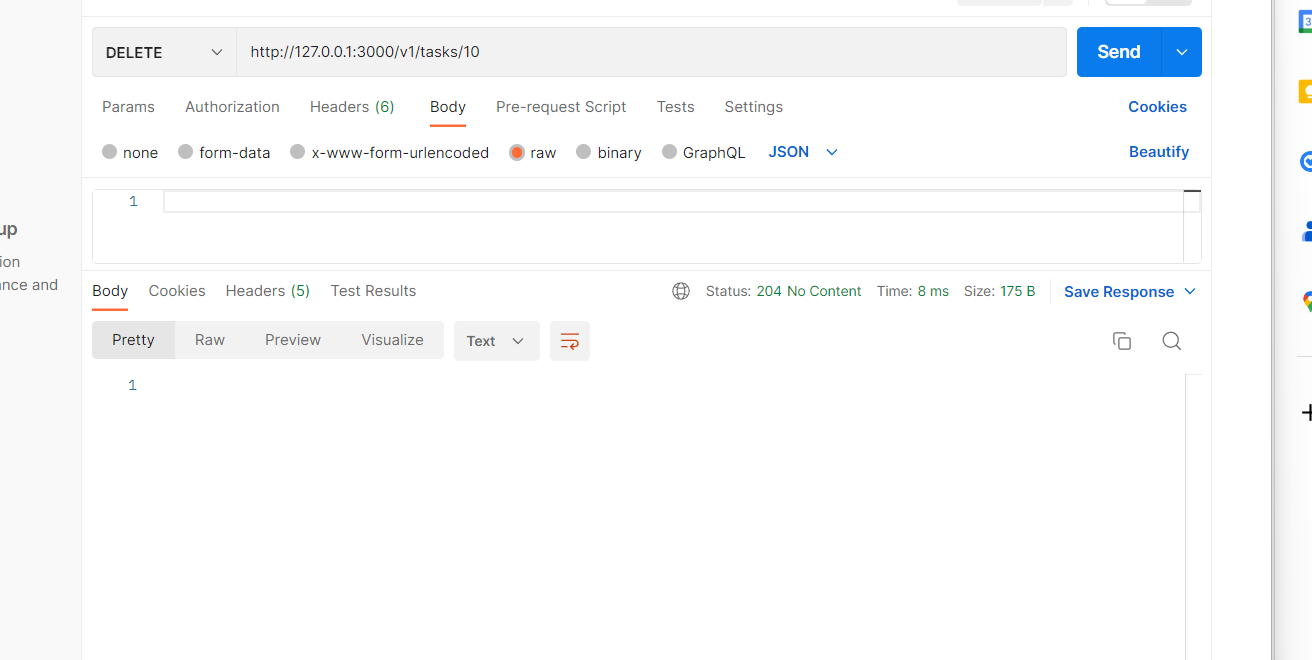 DELETE http://127.0.0.1:3000/v1/tasks/10 Send
Params Authorization Headers (6) Body Pre-request Script Tests Settings Cookies
none form-data x-www-form-urlencoded raw binary GraphQL JSON Beautify
1
up
ion
ance and
Body Cookies Headers (5) Test Results Status: 204 No Content Time: 8 ms Size: 175 B Save Response
Pretty Raw Preview Visualize Text
1